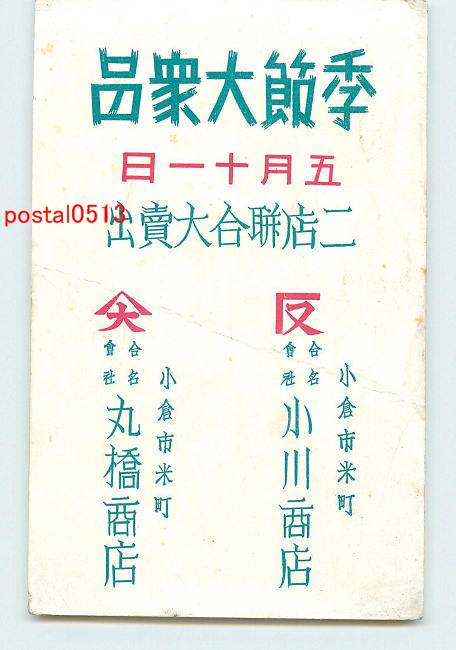 季節大衆品
五月十一日
二店聯合大賣出
反
小倉市米町
合名會社
小川商店
大
小倉市米町
合名會社
丸橋商店
postal0513